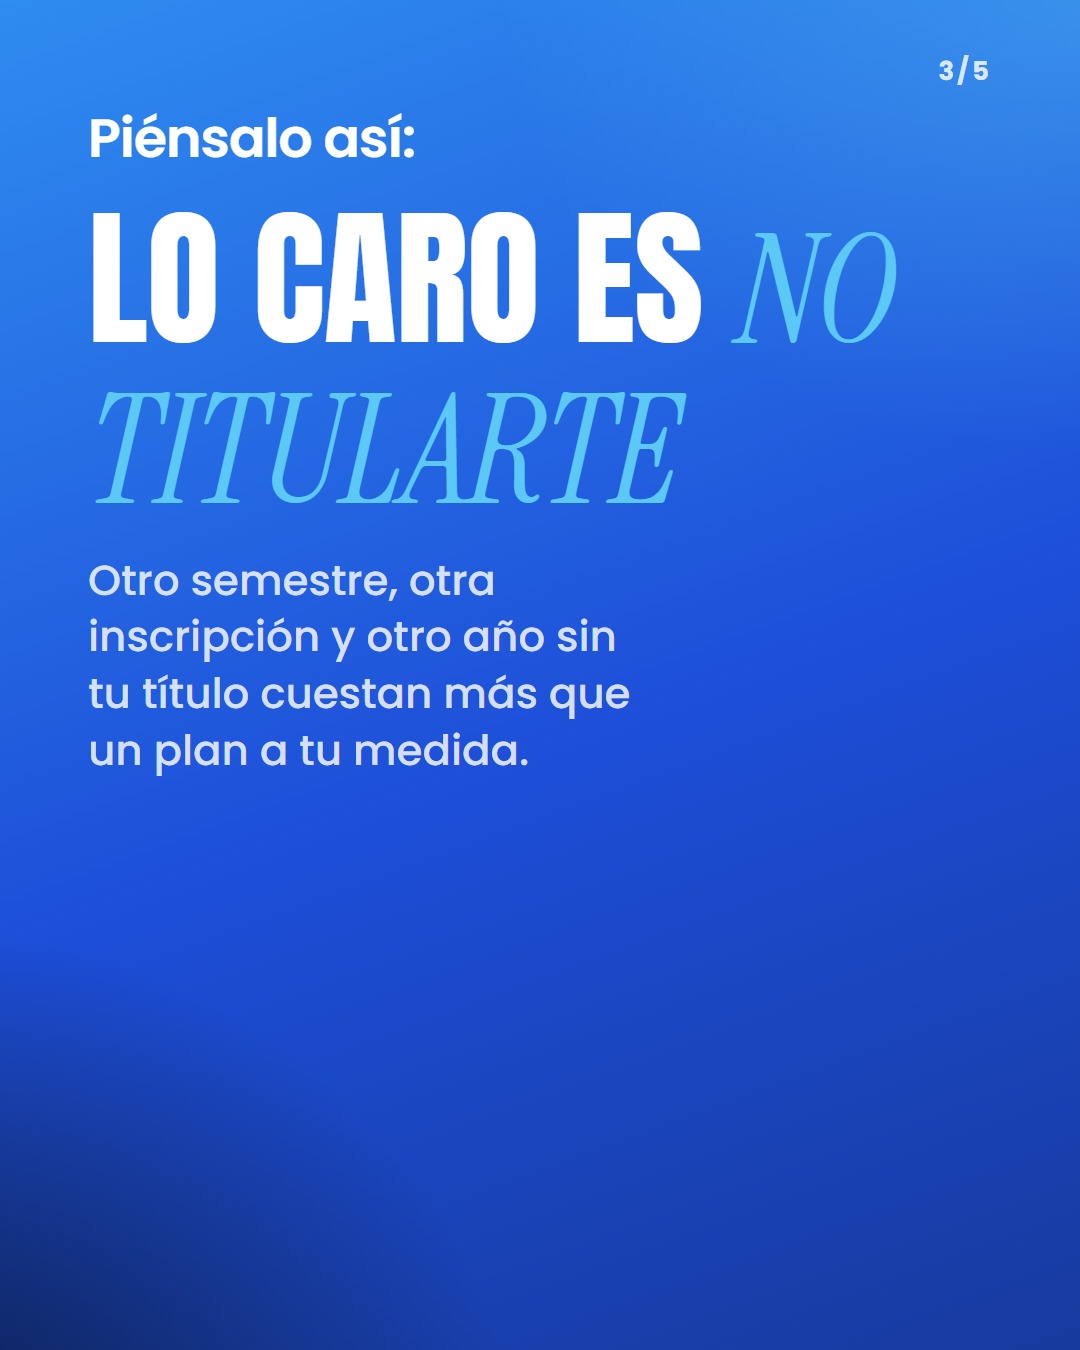 3/5
Piénsalo así:
LO CARO ES NO
TITULARTE
Otro semestre, otra
inscripción y otro año sin
tu título cuestan más que
un plan a tu medida.